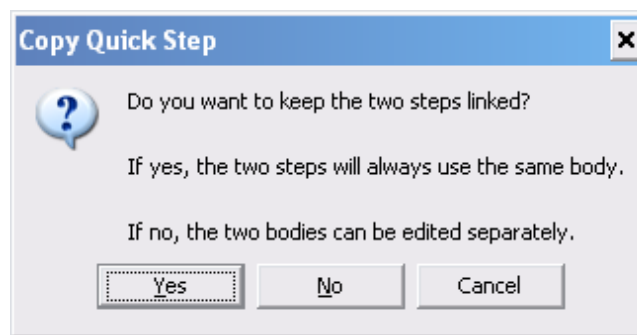 Copy Quick Step
Do you want to keep the two steps linked?
If yes, the two steps will always use the same body.
If no, the two bodies can be edited separately.
Yes No Cancel